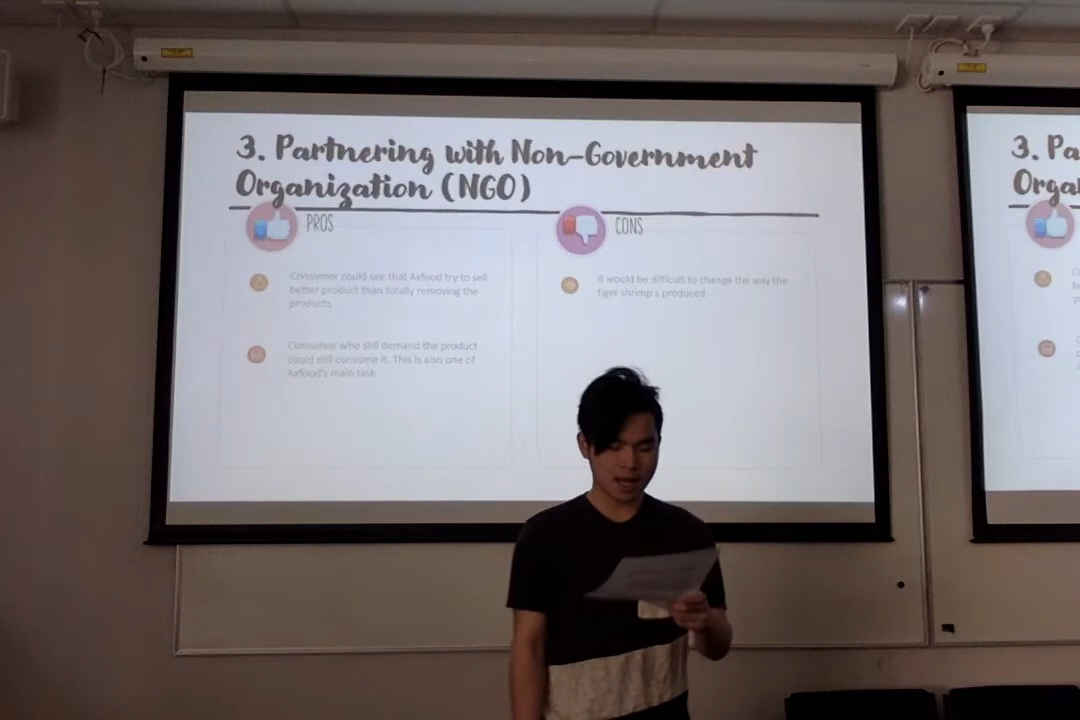 3. Partnering with Non-Government
Organization (NGO)
PROS
Consumer could see that Axfood try to sell
better product than totally removing the
products
Consumer who still demand the product
could still consume it. This is also one of
Axfood's main task
CONS
It would be difficult to change the way the
tiger shrimp s produced
3. Pa
Orga